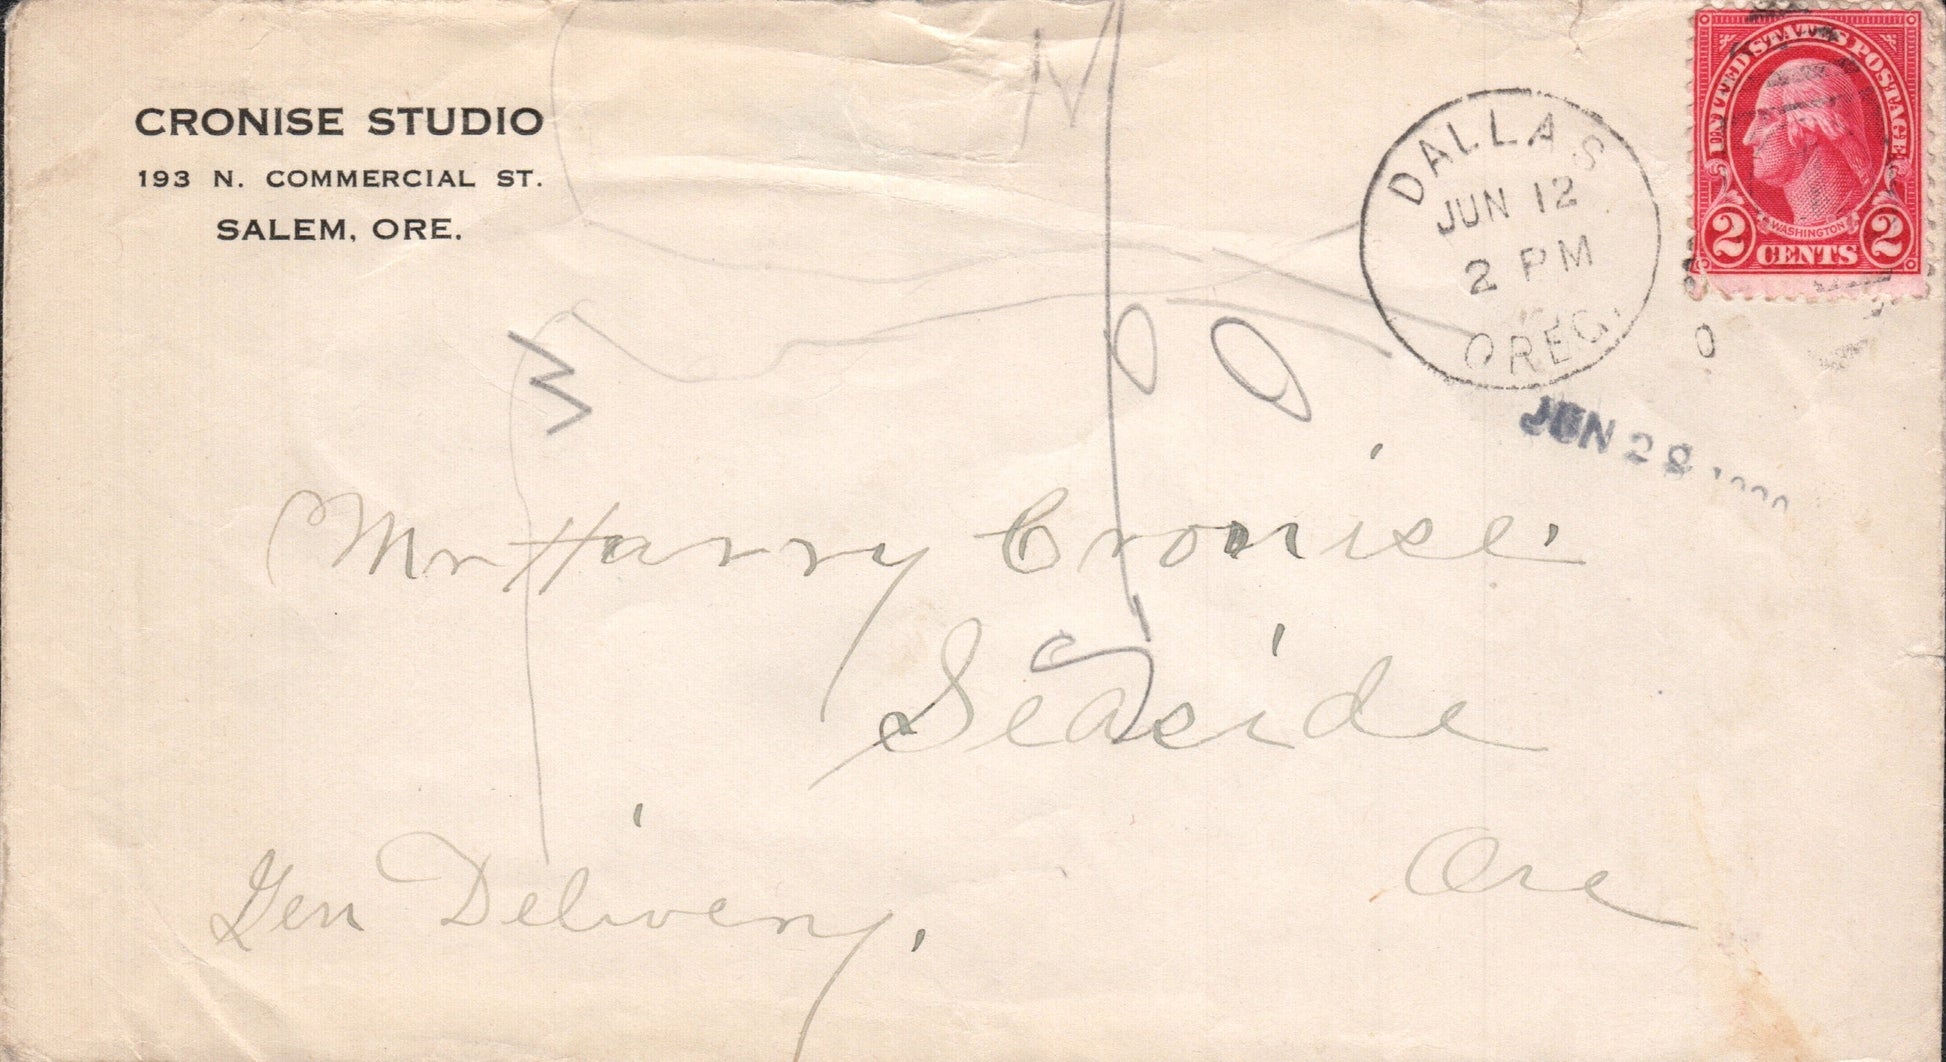 CRONISE STUDIO
193 N. COMMERCIAL ST.
SALEM, ORE.
UNITED STATES POSTAGE
WASHINGTON
2 CENTS 2
DALLAS
JUN 12
2 PM
OREG.
JUN 28
Mr Harry Cronise.
Seaside
Ore
Gen Delivery.